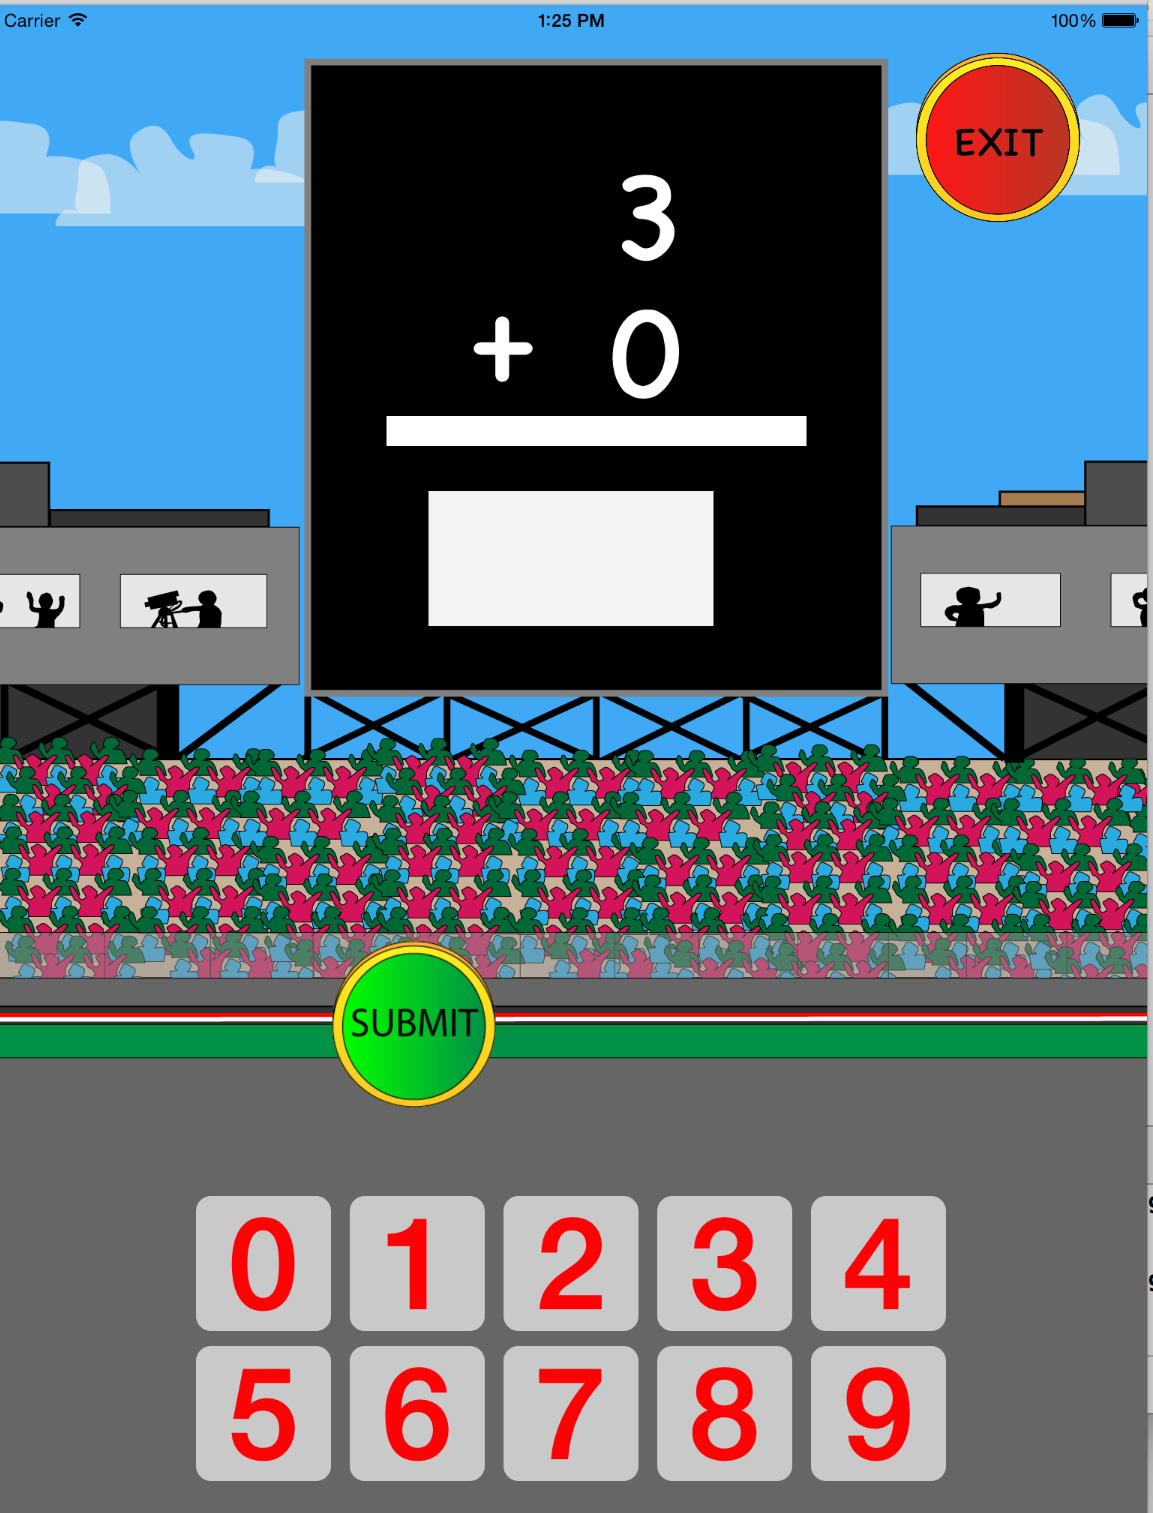 Carrier 1:25 PM 100%
EXIT
3
+ 0
SUBMIT
0 1 2 3 4
5 6 7 8 9